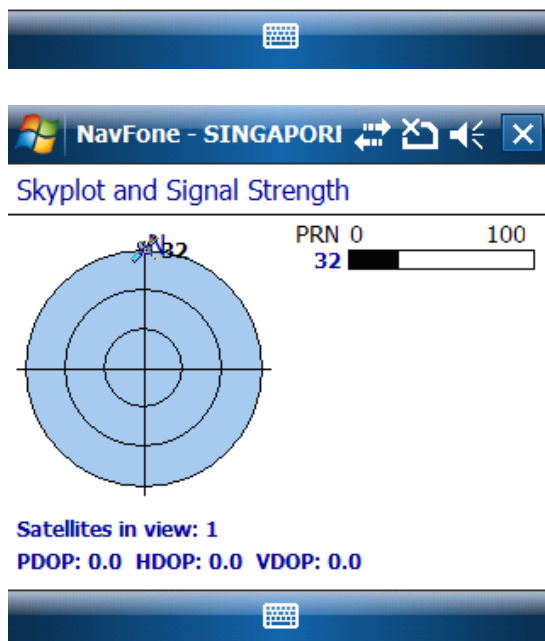 NavFone - SINGAPORI
Skyplot and Signal Strength
N 32
PRN 0 100
32
Satellites in view: 1
PDOP: 0.0 HDOP: 0.0 VDOP: 0.0